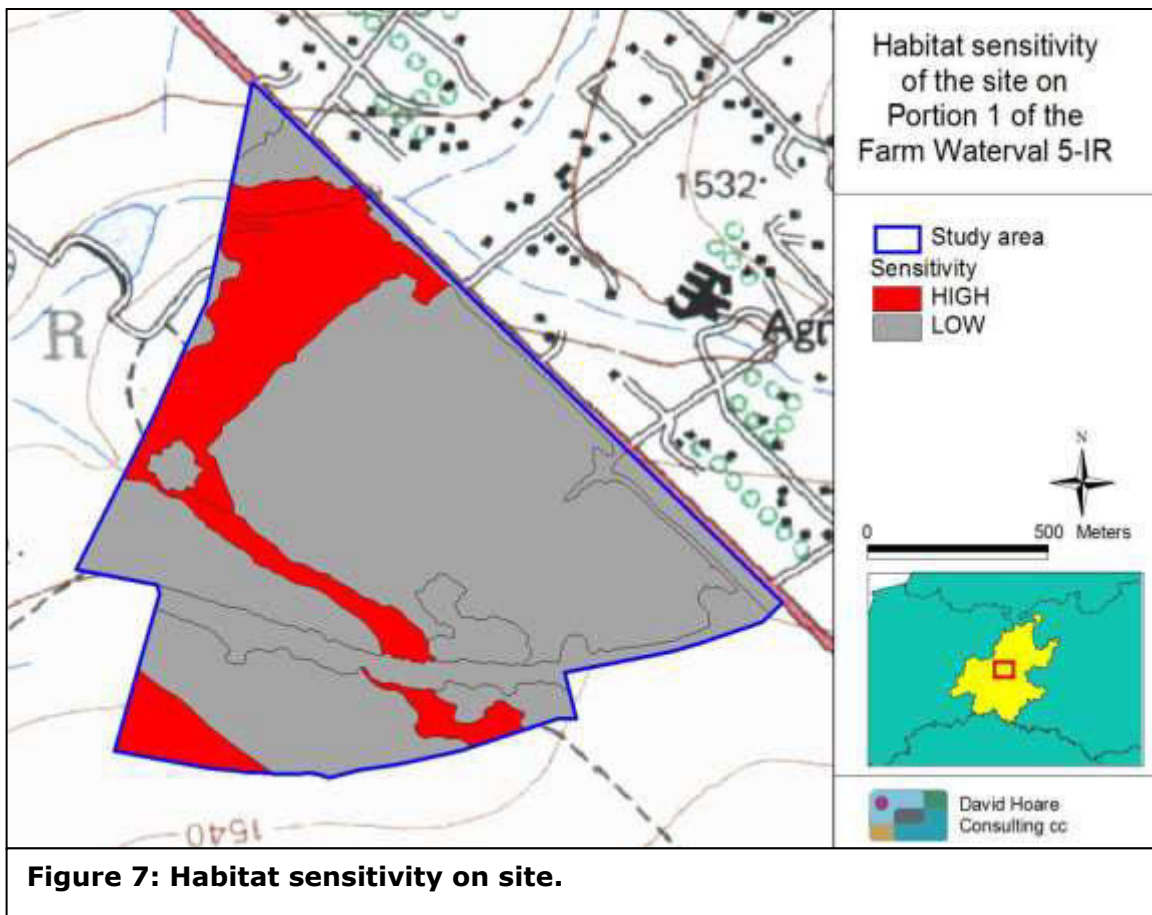 Habitat sensitivity
of the site on
Portion 1 of the
Farm Waterval 5-IR
Study area
Sensitivity
HIGH
LOW
N
0 500 Meters
David Hoare
Consulting cc
1532
Agr
R
1540
Figure 7: Habitat sensitivity on site.